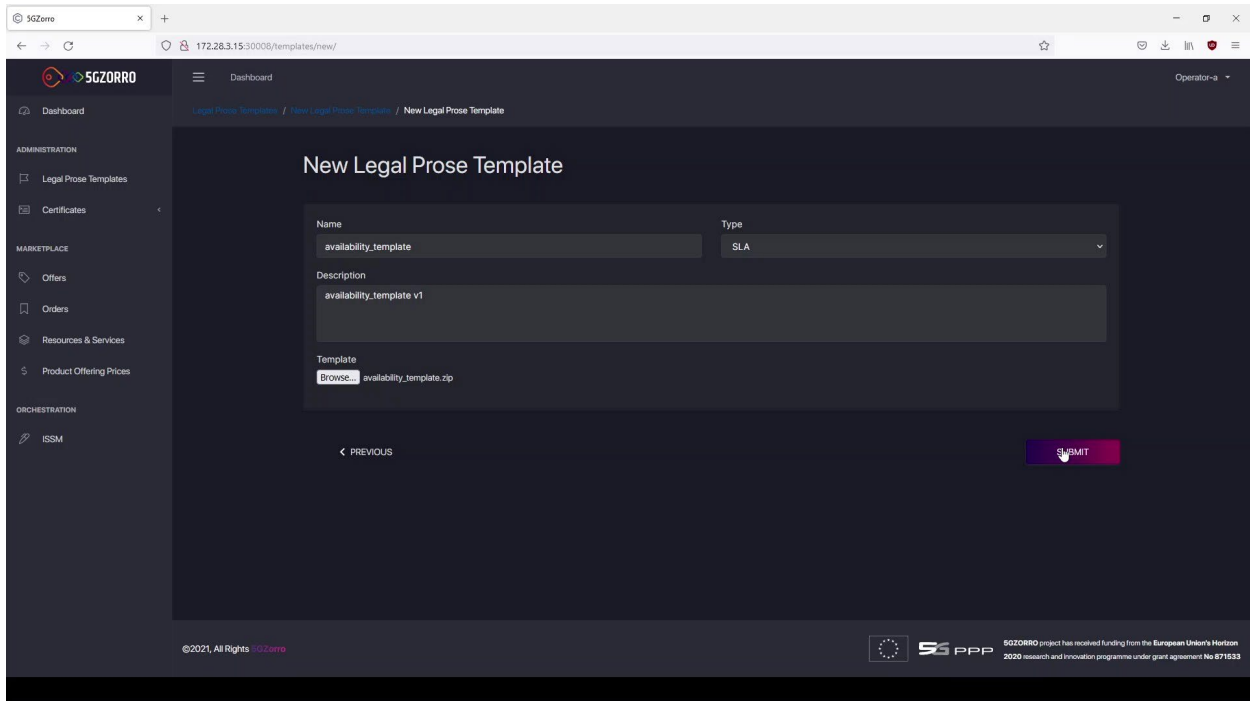 5GZorro
172.28.3.15:30008/templates/new/
5GZORRO
Dashboard
Operator-a
Dashboard
Legal Prose Templates / New Legal Prose Template / New Legal Prose Template
ADMINISTRATION
Legal Prose Templates
Certificates
MARKETPLACE
Offers
Orders
Resources & Services
Product Offering Prices
ORCHESTRATION
ISSM
New Legal Prose Template
Name
Type
availability_template
SLA
Description
availability_template v1
Template
Browse... availability_template.zip
PREVIOUS
SUBMIT
©2021, All Rights 5GZorro
5G PPP
5GZORRO project has received funding from the European Union's Horizon
2020 research and innovation programme under grant agreement No 871533